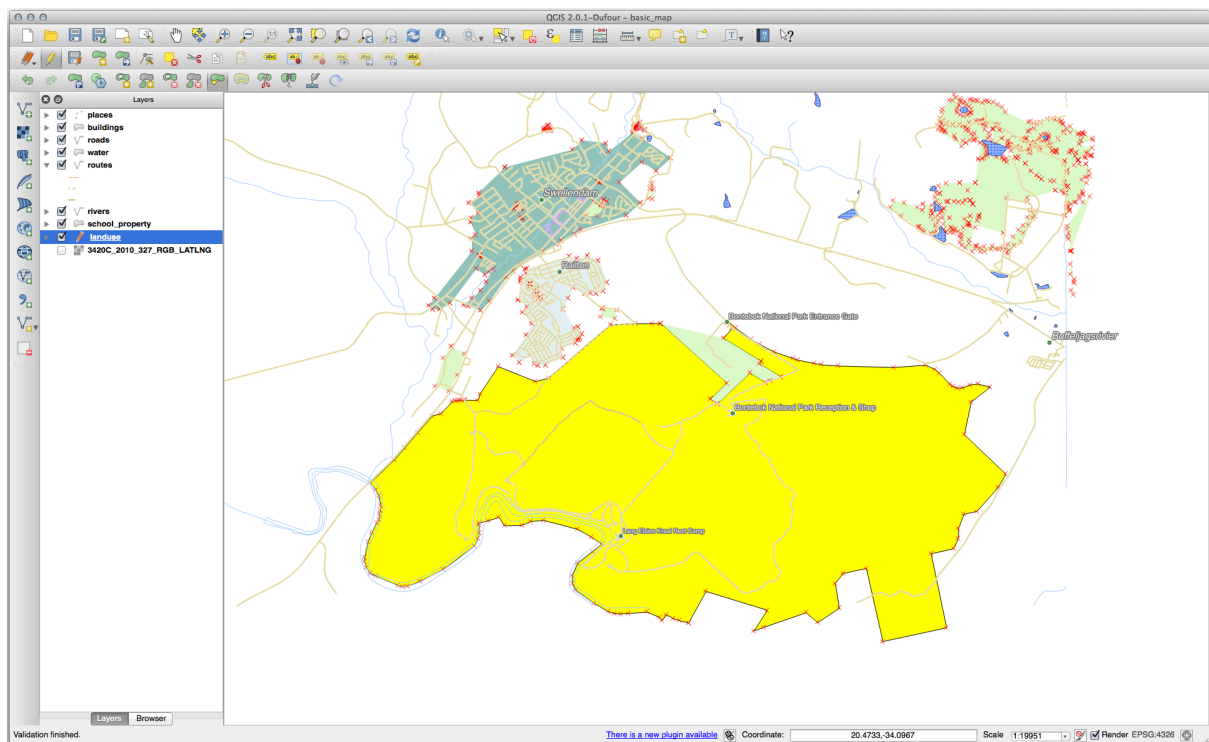 QGIS 2.0.1-Dufour - basic_map
Layers
places
buildings
roads
water
routes
rivers
school_property
landuse
3420C_2010_327_RGB_LATLNG
Swellendam
Railton
Bontebok National Park Entrance Gate
Buffeljagsrivier
Bontebok National Park Reception & Shop
Lang Elsies Kraal Rest Camp
Layers Browser
Validation finished. There is a new plugin available Coordinate: 20.4733,-34.0967 Scale 1:19951 Render EPSG:4326